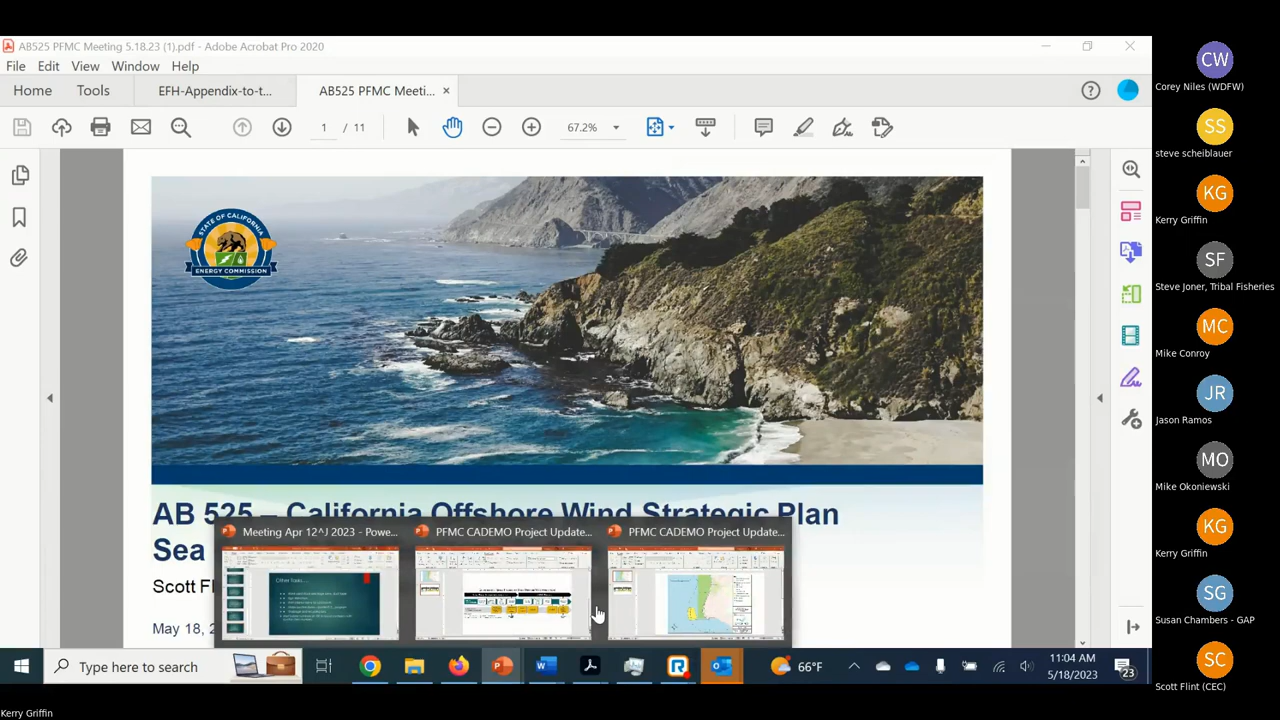 AB525 PFMC Meeting 5.18.23 (1).pdf - Adobe Acrobat Pro 2020
File Edit View Window Help
Home Tools EFH-Appendix-to-t... AB525 PFMC Meeti... ×
1 / 11 67.2%
STATE OF CALIFORNIA
ENERGY COMMISSION
AB 525 – California Offshore Wind Strategic Plan
Sea
Scott Fl
May 18, 2
Meeting Apr 12^J 2023 - Powe... PFMC CADEMO Project Update... PFMC CADEMO Project Update...
Type here to search
66°F
11:04 AM
5/18/2023
23
CW
Corey Niles (WDFW)
SS
steve scheiblauer
KG
Kerry Griffin
SF
Steve Joner, Tribal Fisheries
MC
Mike Conroy
JR
Jason Ramos
MO
Mike Okoniewski
KG
Kerry Griffin
SG
Susan Chambers - GAP
SC
Scott Flint (CEC)
Kerry Griffin